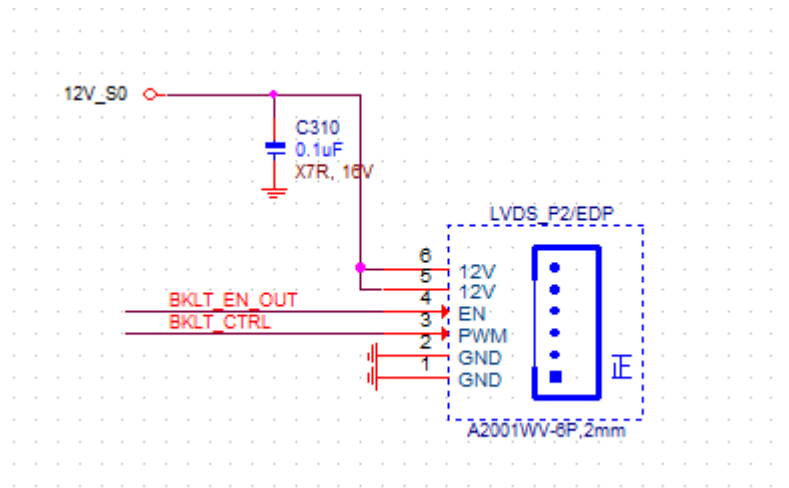 12V_S0
C310
0.1uF
X7R, 16V
LVDS_P2/EDP
6
12V
5
12V
BKLT_EN_OUT
4
EN
BKLT_CTRL
3
PWM
2
GND
1
GND
正
A2001WV-6P,2mm